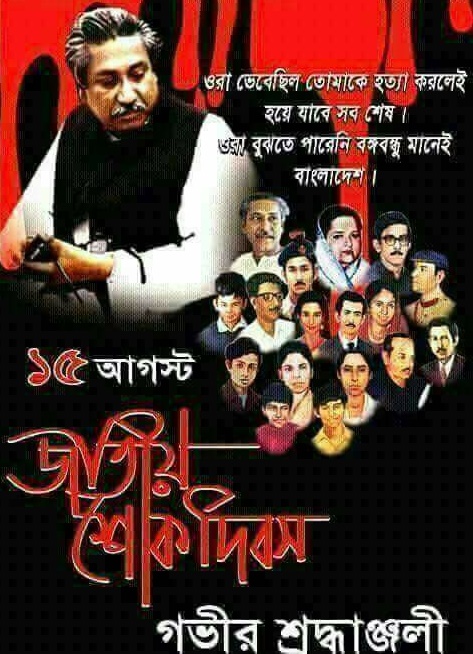 ওরা ভেবেছিল তোমাকে হত্যা করলেই
হয়ে যাবে সব শেষ ।
ওরা বুঝতে পারেনি বঙ্গবন্ধু মানেই
বাংলাদেশ ।
১৫ আগস্ট
জাতীয়
শোক দিবস
গভীর শ্রদ্ধাঞ্জলী